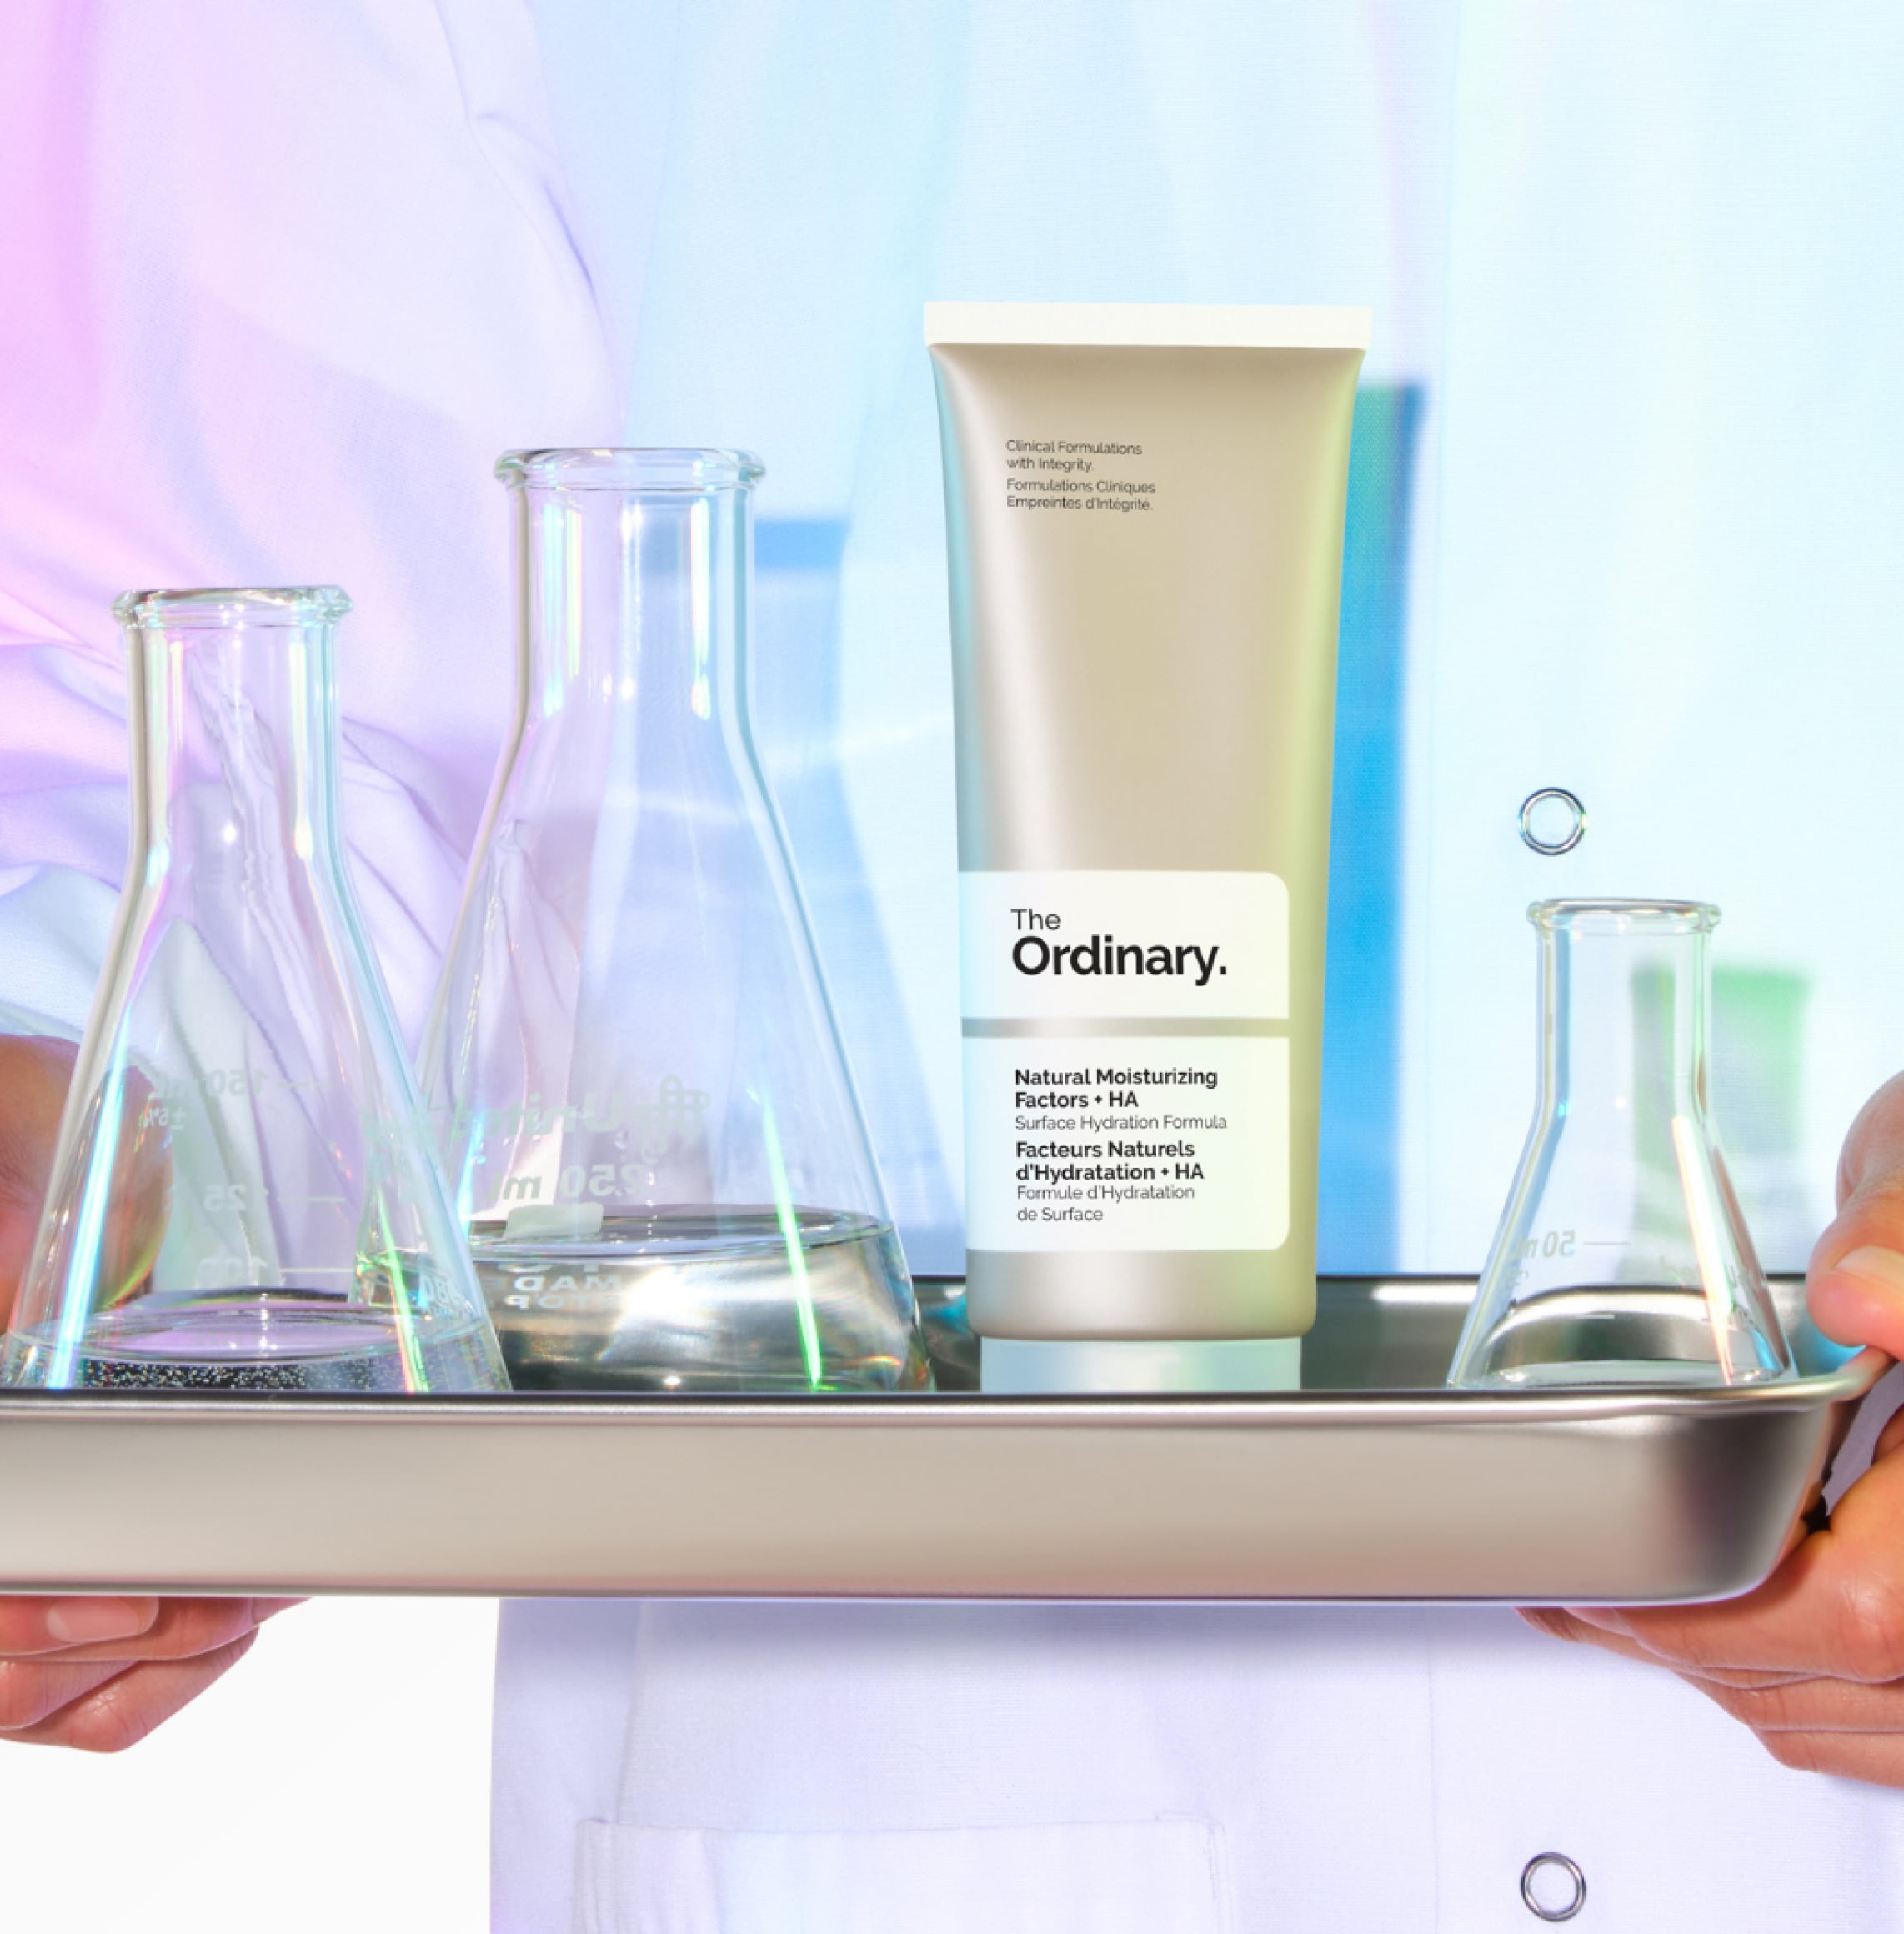 Clinical Formulations
with Integrity.
Formulations Cliniques
Empreintes d'Intégrité.
The
Ordinary.
Natural Moisturizing
Factors + HA
Surface Hydration Formula
Facteurs Naturels
d'Hydratation + HA
Formule d'Hydratation
de Surface
250 ml
50 m